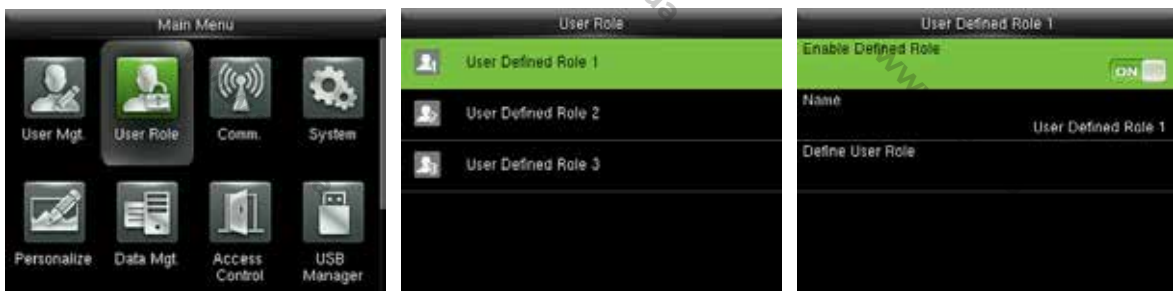 Main Menu
User Mgt.
User Role
Comm.
System
Personalize
Data Mgt.
Access
Control
USB
Manager
User Role
User Defined Role 1
User Defined Role 2
User Defined Role 3
User Defined Role 1
Enable Defined Role
ON
Name
User Defined Role 1
Define User Role